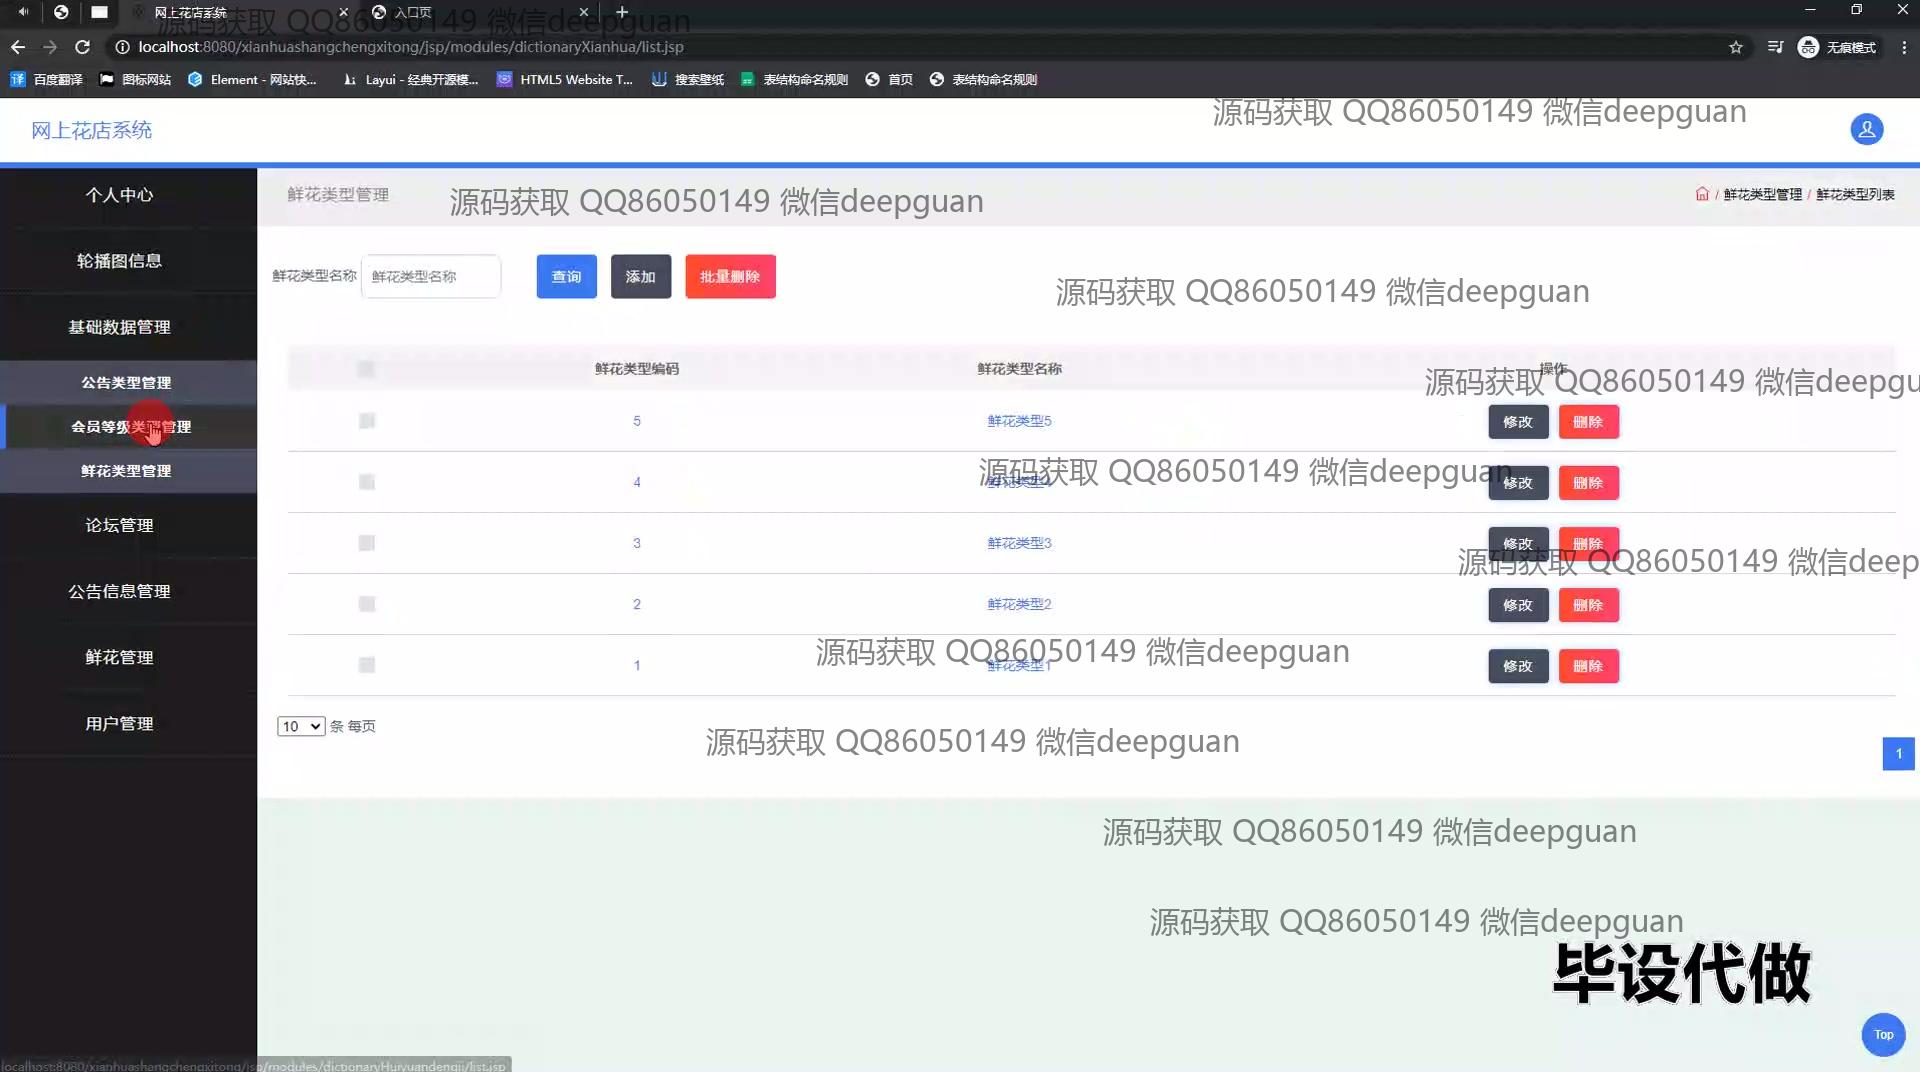 网上花店系统
入口页
源码获取 QQ86050149 微信deepguan
localhost:8080/xianhuashangchengxitong/jsp/modules/dictionaryXianhua/list.jsp
无痕模式
百度翻译
图标网站
Element - 网站快...
Layui - 经典开源模...
HTML5 Website T...
搜索壁纸
表结构命名规则
首页
表结构命名规则
网上花店系统
源码获取 QQ86050149 微信deepguan
个人中心
轮播图信息
基础数据管理
公告类型管理
会员等级类型管理
鲜花类型管理
论坛管理
公告信息管理
鲜花管理
用户管理
鲜花类型管理
源码获取 QQ86050149 微信deepguan
/ 鲜花类型管理 / 鲜花类型列表
鲜花类型名称 鲜花类型名称 查询 添加 批量删除
源码获取 QQ86050149 微信deepguan
鲜花类型编码 鲜花类型名称 操作
源码获取 QQ86050149 微信deepgu
5 鲜花类型5 修改 删除
源码获取 QQ86050149 微信deepguan
4 鲜花类型4 修改 删除
3 鲜花类型3 修改 删除
源码获取 QQ86050149 微信deep
2 鲜花类型2 修改 删除
源码获取 QQ86050149 微信deepguan
1 鲜花类型1 修改 删除
10 条 每页
源码获取 QQ86050149 微信deepguan
1
源码获取 QQ86050149 微信deepguan
源码获取 QQ86050149 微信deepguan
毕设代做
Top
localhost:8080/xianhuashangchengxitong/jsp/modules/dictionaryHuiyuandengji/list.jsp